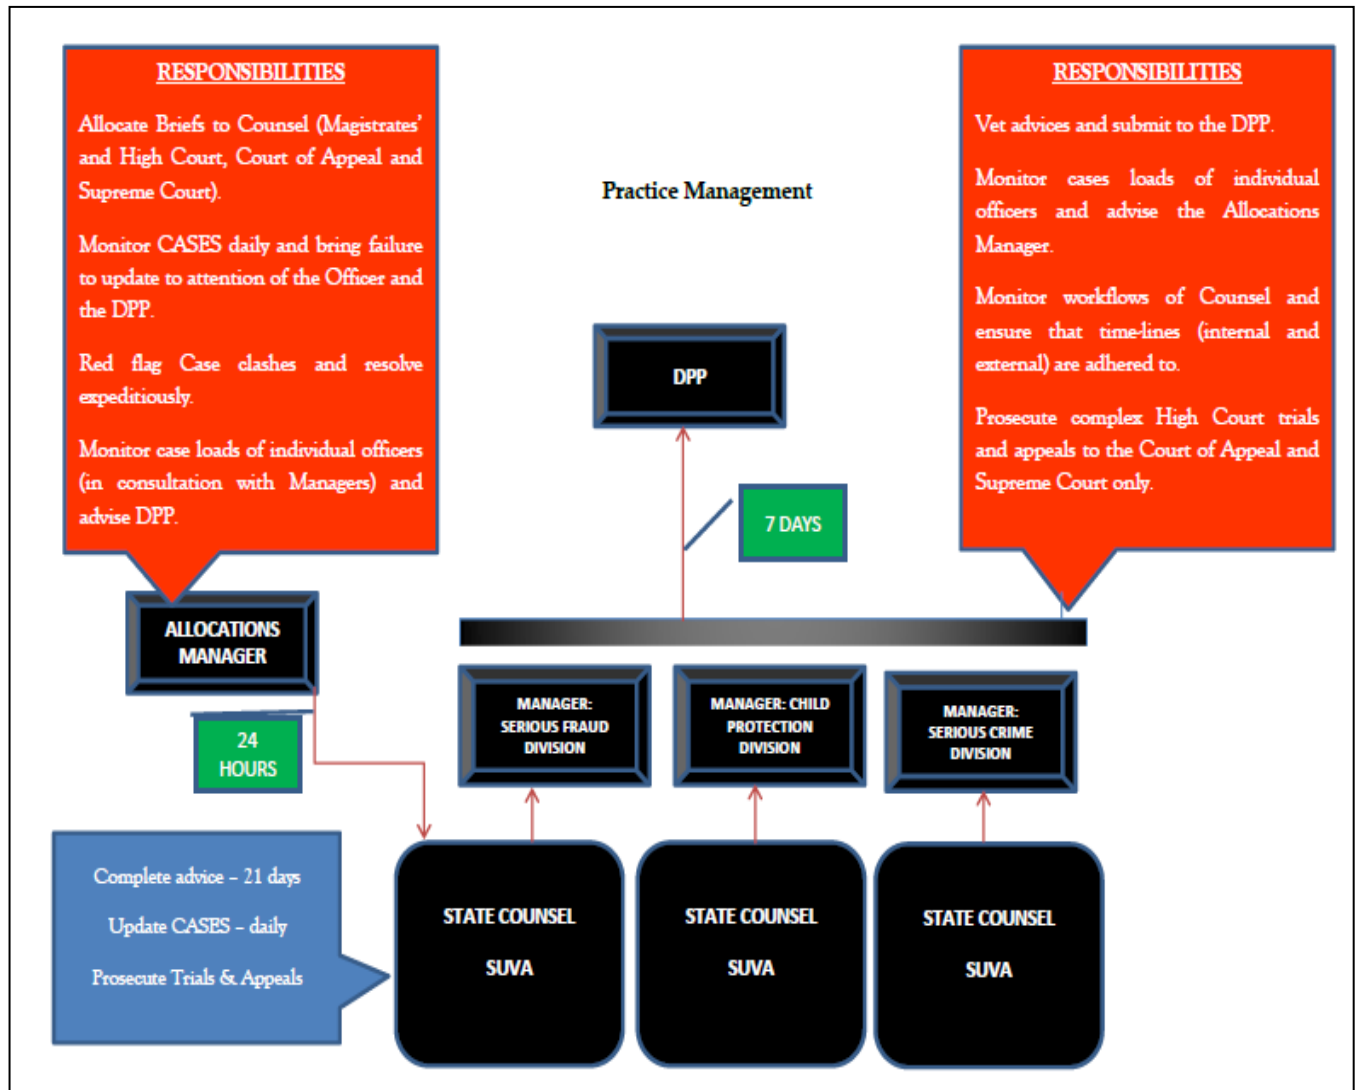 RESPONSIBILITIES
Allocate Briefs to Counsel (Magistrates'
and High Court, Court of Appeal and
Supreme Court).
Monitor CASES daily and bring failure
to update to attention of the Officer and
the DPP.
Red flag Case clashes and resolve
expeditiously.
Monitor case loads of individual officers
(in consultation with Managers) and
advise DPP.
Practice Management
RESPONSIBILITIES
Vet advices and submit to the DPP.
Monitor cases loads of individual
officers and advise the Allocations
Manager.
Monitor workflows of Counsel and
ensure that time-lines (internal and
external) are adhered to.
Prosecute complex High Court trials
and appeals to the Court of Appeal and
Supreme Court only.
DPP
7 DAYS
ALLOCATIONS
MANAGER
24
HOURS
MANAGER:
SERIOUS FRAUD
DIVISION
MANAGER: CHILD
PROTECTION
DIVISION
MANAGER:
SERIOUS CRIME
DIVISION
Complete advice – 21 days
Update CASES – daily
Prosecute Trials & Appeals
STATE COUNSEL
SUVA
STATE COUNSEL
SUVA
STATE COUNSEL
SUVA